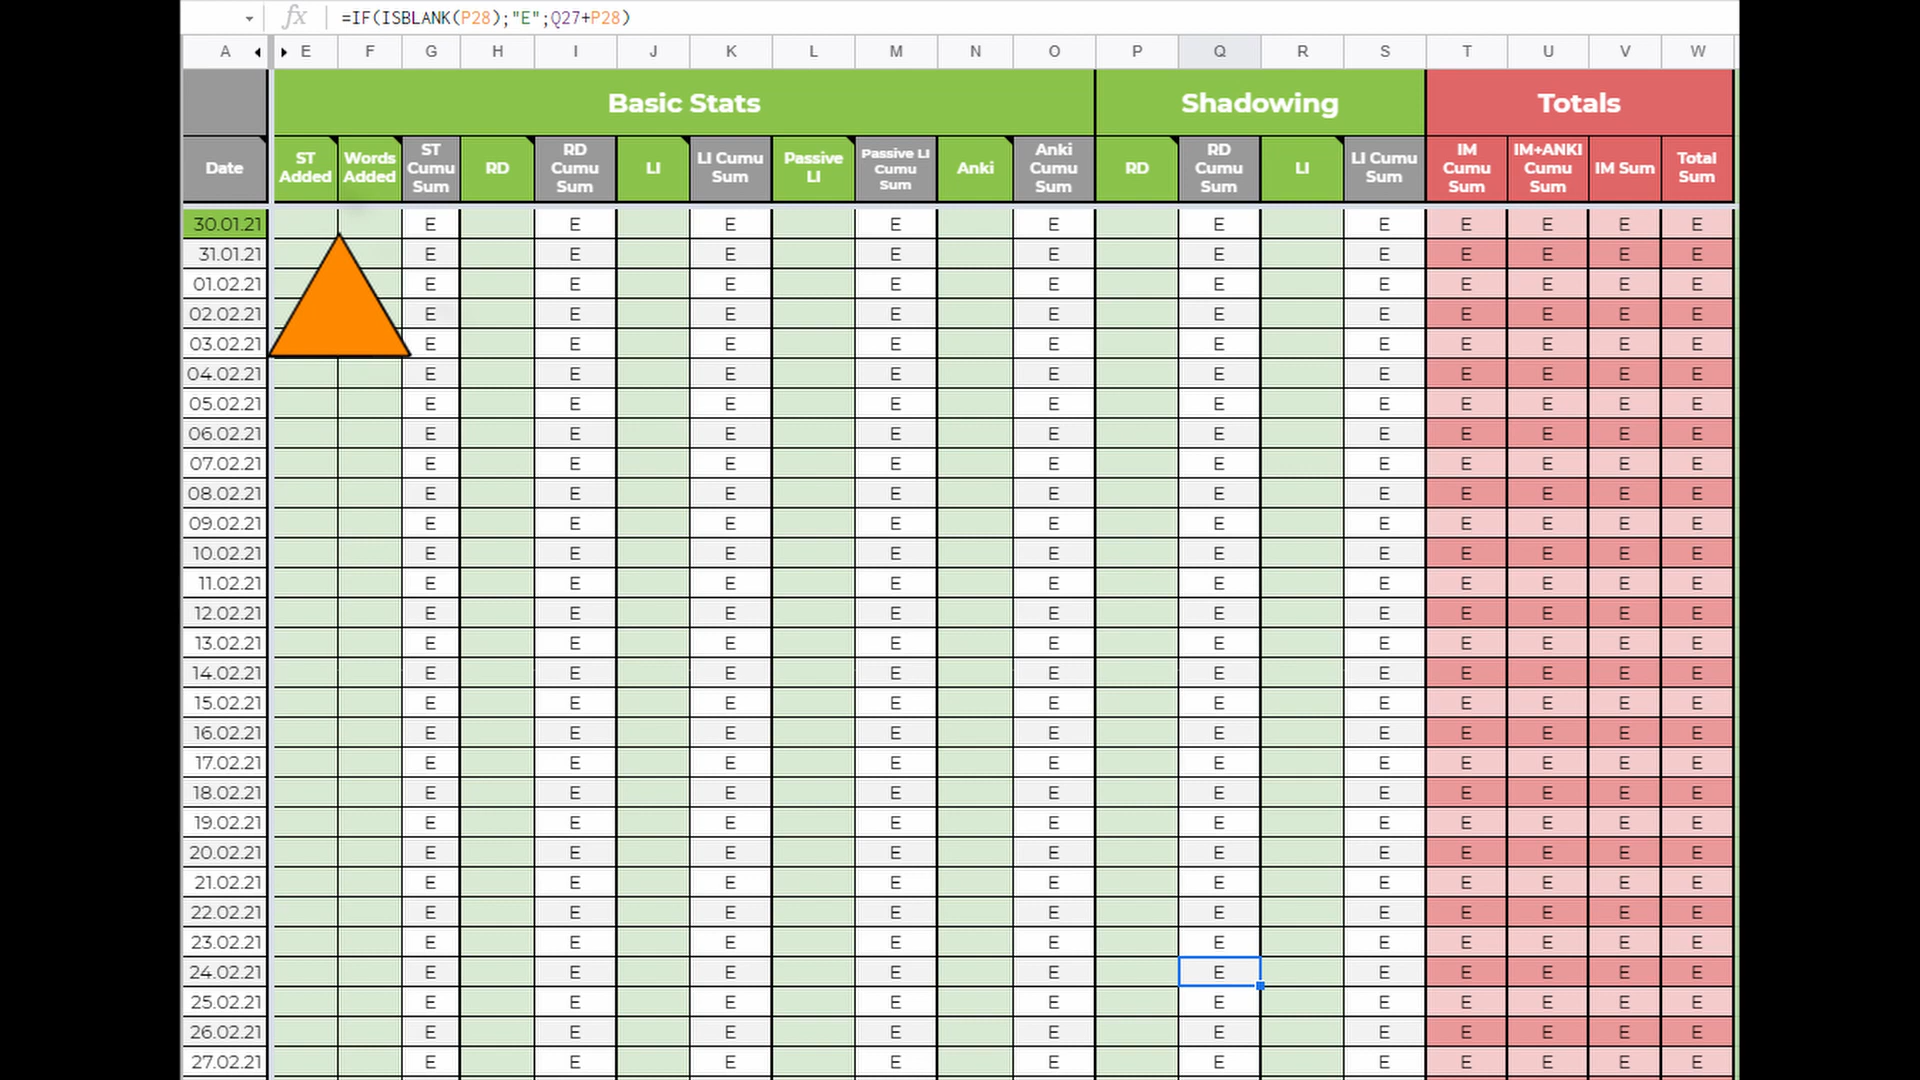 fx =IF(ISBLANK(P28);"E";Q27+P28)
A E F G H I J K L M N O P Q R S T U V W
Basic Stats Shadowing Totals
Date ST Added Words Added ST Cumu Sum RD RD Cumu Sum LI LI Cumu Sum Passive LI Passive LI Cumu Sum Anki Anki Cumu Sum RD RD Cumu Sum LI LI Cumu Sum IM Cumu Sum IM+ANKI Cumu Sum IM Sum Total Sum
30.01.21 E E E E E E E E E E E
31.01.21 E E E E E E E E E E E
01.02.21 E E E E E E E E E E E
02.02.21 E E E E E E E E E E E
03.02.21 E E E E E E E E E E E
04.02.21 E E E E E E E E E E E
05.02.21 E E E E E E E E E E E
06.02.21 E E E E E E E E E E E
07.02.21 E E E E E E E E E E E
08.02.21 E E E E E E E E E E E
09.02.21 E E E E E E E E E E E
10.02.21 E E E E E E E E E E E
11.02.21 E E E E E E E E E E E
12.02.21 E E E E E E E E E E E
13.02.21 E E E E E E E E E E E
14.02.21 E E E E E E E E E E E
15.02.21 E E E E E E E E E E E
16.02.21 E E E E E E E E E E E
17.02.21 E E E E E E E E E E E
18.02.21 E E E E E E E E E E E
19.02.21 E E E E E E E E E E E
20.02.21 E E E E E E E E E E E
21.02.21 E E E E E E E E E E E
22.02.21 E E E E E E E E E E E
23.02.21 E E E E E E E E E E E
24.02.21 E E E E E E E E E E E
25.02.21 E E E E E E E E E E E
26.02.21 E E E E E E E E E E E
27.02.21 E E E E E E E E E E E